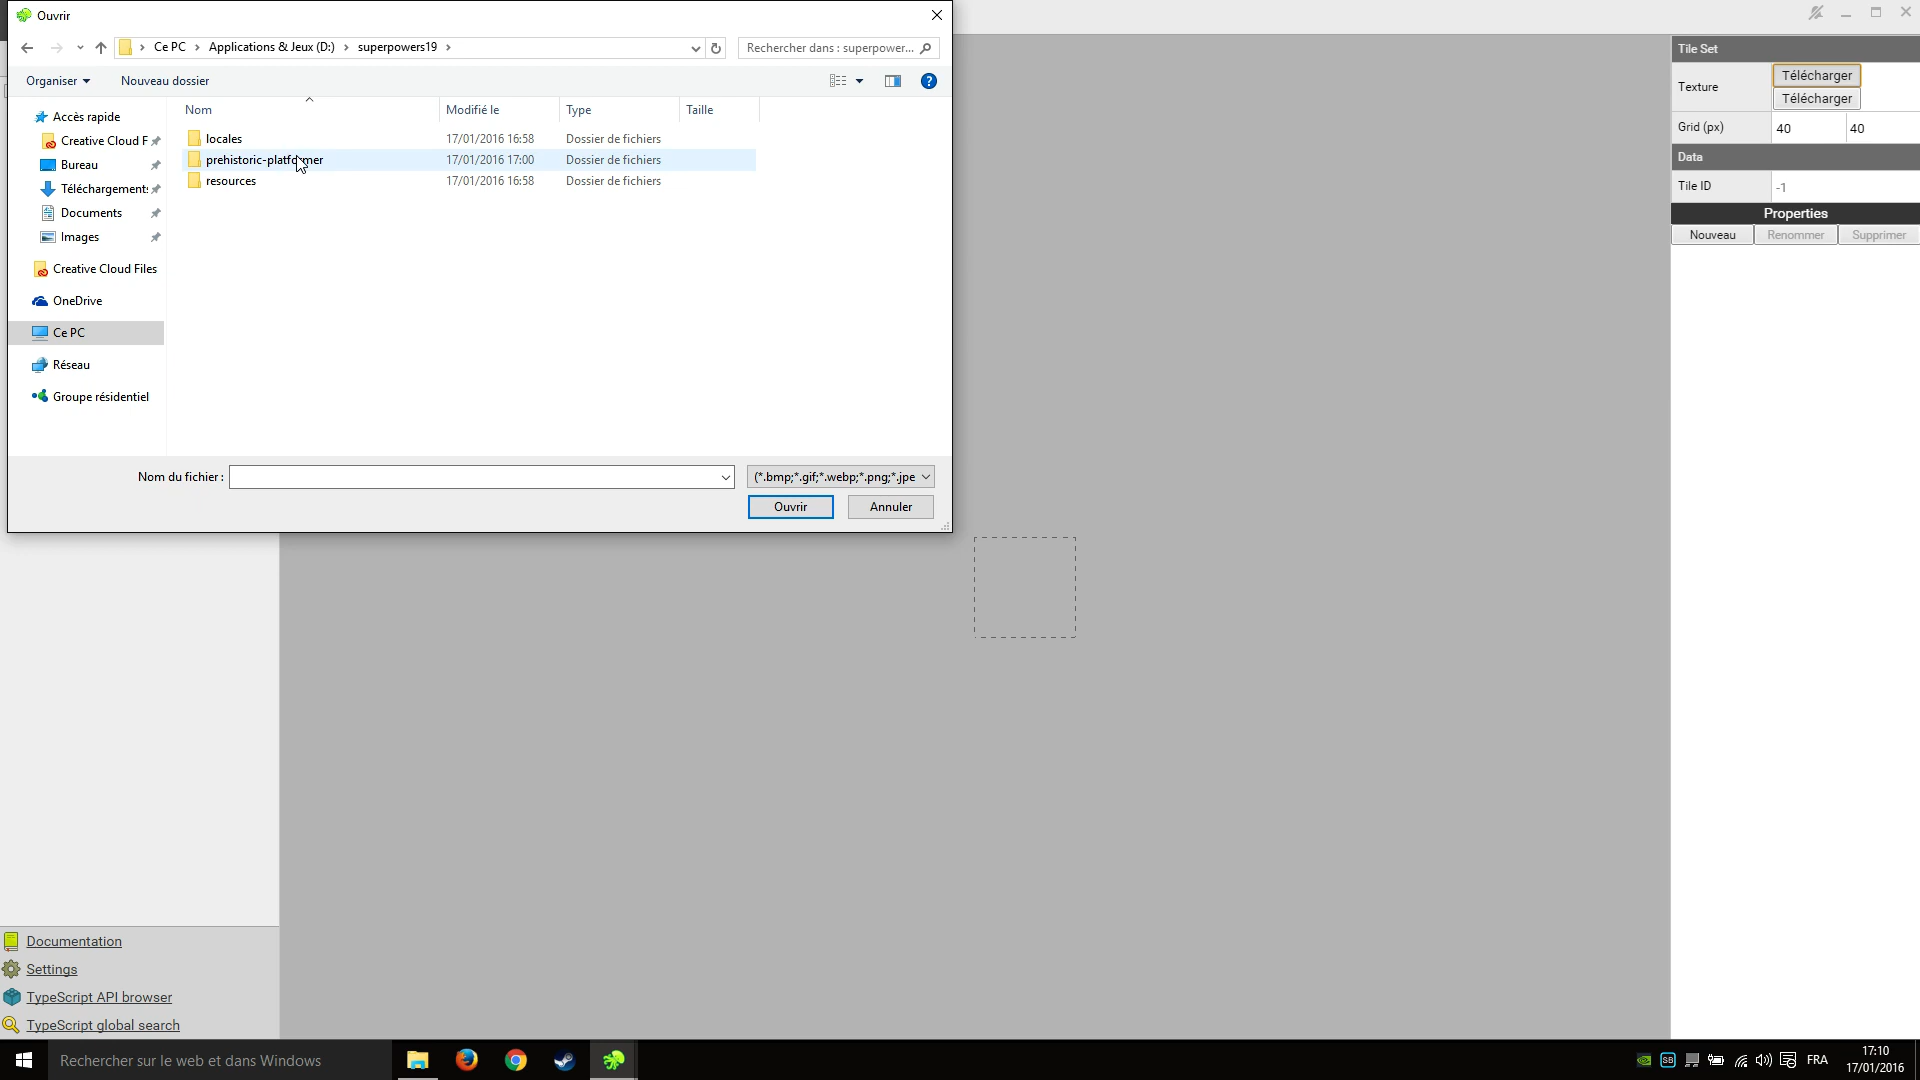 Ouvrir
Ce PC
Applications & Jeux (D:)
superpowers19
Rechercher dans : superpower...
Organiser
Nouveau dossier
Nom
Modifié le
Type
Taille
Accès rapide
Creative Cloud F
Bureau
Téléchargement
Documents
Images
Creative Cloud Files
OneDrive
Ce PC
Réseau
Groupe résidentiel
locales
17/01/2016 16:58
Dossier de fichiers
prehistoric-platformer
17/01/2016 17:00
Dossier de fichiers
resources
17/01/2016 16:58
Dossier de fichiers
Nom du fichier :
(*.bmp;*.gif;*.webp;*.png;*.jpe
Ouvrir
Annuler
Tile Set
Texture
Télécharger
Télécharger
Grid (px)
40
40
Data
Tile ID
-1
Properties
Nouveau
Renommer
Supprimer
Documentation
Settings
TypeScript API browser
TypeScript global search
Rechercher sur le web et dans Windows
SB
FRA
17:10
17/01/2016